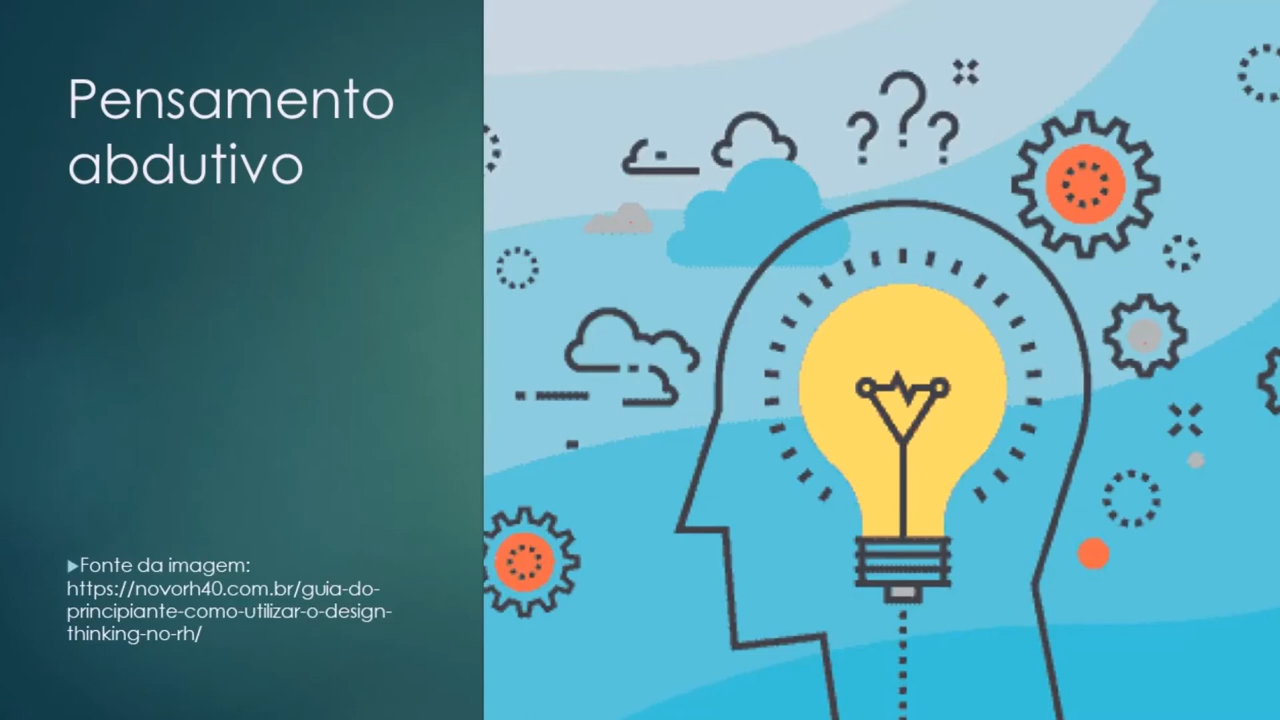 Pensamento
abdutivo
Fonte da imagem:
https://novorh40.com.br/guia-do-
principiante-como-utilizar-o-design-
thinking-no-rh/